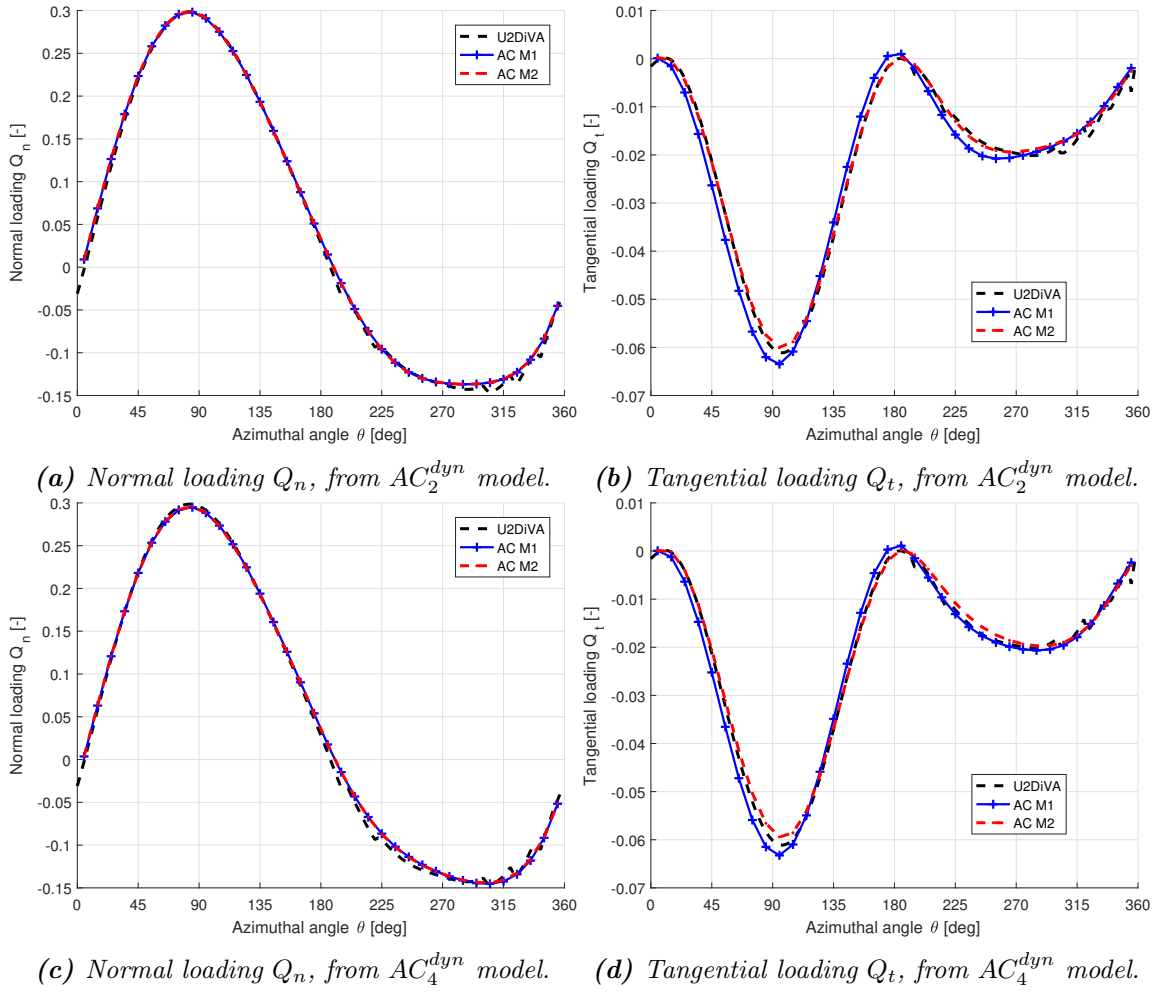 0.3
0.25
0.2
0.15
0.1
0.05
0
-0.05
-0.1
-0.15
Normal loading Q_n [-]
U2DiVA
AC M1
AC M2
0 45 90 135 180 225 270 315 360
Azimuthal angle θ [deg]
(a) Normal loading Q_n, from AC_2^{dyn} model.
0.01
0
-0.01
-0.02
-0.03
-0.04
-0.05
-0.06
-0.07
Tangential loading Q_t [-]
U2DiVA
AC M1
AC M2
0 45 90 135 180 225 270 315 360
Azimuthal angle θ [deg]
(b) Tangential loading Q_t, from AC_2^{dyn} model.
0.3
0.25
0.2
0.15
0.1
0.05
0
-0.05
-0.1
-0.15
Normal loading Q_n [-]
U2DiVA
AC M1
AC M2
0 45 90 135 180 225 270 315 360
Azimuthal angle θ [deg]
(c) Normal loading Q_n, from AC_4^{dyn} model.
0.01
0
-0.01
-0.02
-0.03
-0.04
-0.05
-0.06
-0.07
Tangential loading Q_t [-]
U2DiVA
AC M1
AC M2
0 45 90 135 180 225 270 315 360
Azimuthal angle θ [deg]
(d) Tangential loading Q_t, from AC_4^{dyn} model.